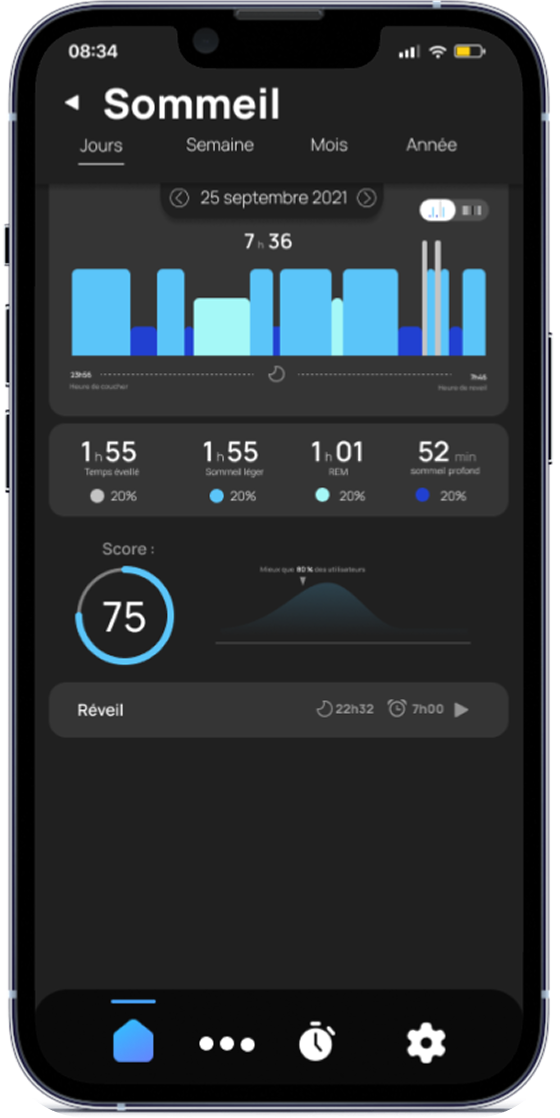 08:34
Sommeil
Jours Semaine Mois Année
25 septembre 2021
7 h 36
23h56 7h46
Heure de coucher Heure de reveil
1 h 55 1 h 55 1 h 01 52 min
Temps éveillé Sommeil léger REM sommeil profond
20% 20% 20% 20%
Score :
Mieux que 80 % des utilisateurs
75
Réveil 22h32 7h00